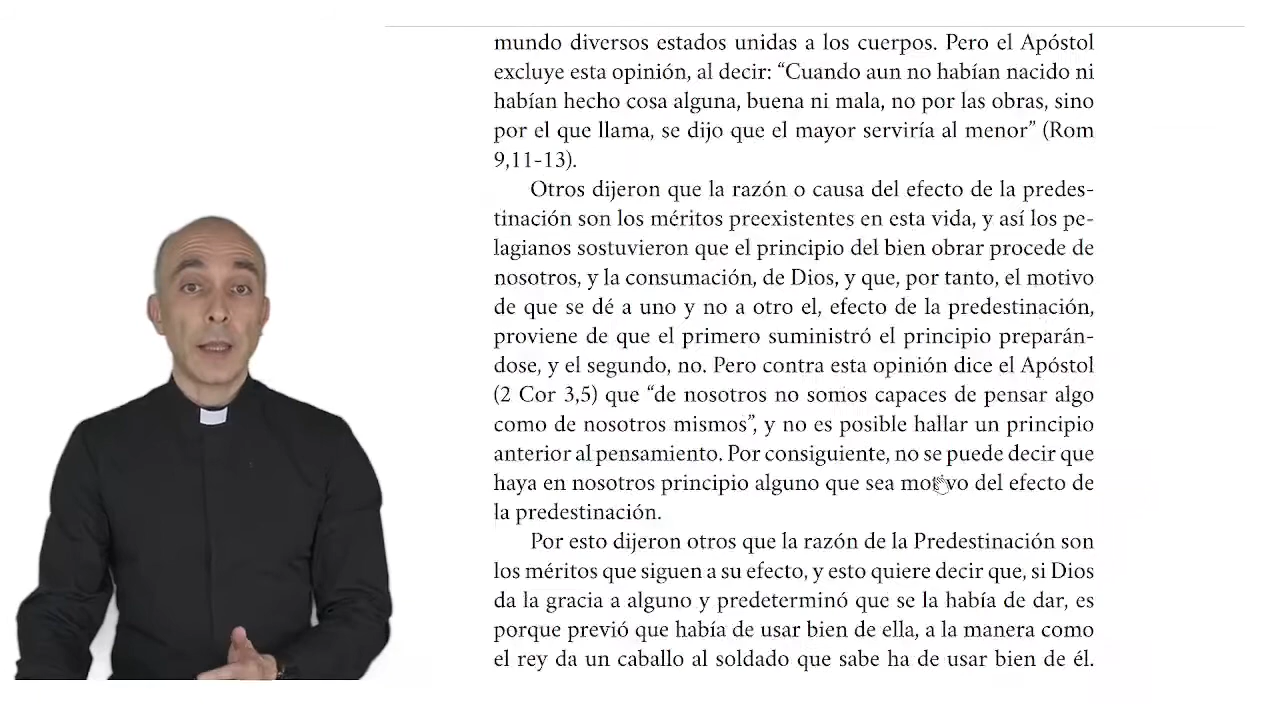 mundo diversos estados unidas a los cuerpos. Pero el Apóstol
excluye esta opinión, al decir: “Cuando aun no habían nacido ni
habían hecho cosa alguna, buena ni mala, no por las obras, sino
por el que llama, se dijo que el mayor serviría al menor” (Rom
9,11-13).
Otros dijeron que la razón o causa del efecto de la predes-
tinación son los méritos preexistentes en esta vida, y así los pe-
lagianos sostuvieron que el principio del bien obrar procede de
nosotros, y la consumación, de Dios, y que, por tanto, el motivo
de que se dé a uno y no a otro el, efecto de la predestinación,
proviene de que el primero suministró el principio preparán-
dose, y el segundo, no. Pero contra esta opinión dice el Apóstol
(2 Cor 3,5) que “de nosotros no somos capaces de pensar algo
como de nosotros mismos”, y no es posible hallar un principio
anterior al pensamiento. Por consiguiente, no se puede decir que
haya en nosotros principio alguno que sea motivo del efecto de
la predestinación.
Por esto dijeron otros que la razón de la Predestinación son
los méritos que siguen a su efecto, y esto quiere decir que, si Dios
da la gracia a alguno y predeterminó que se la había de dar, es
porque previó que había de usar bien de ella, a la manera como
el rey da un caballo al soldado que sabe ha de usar bien de él.